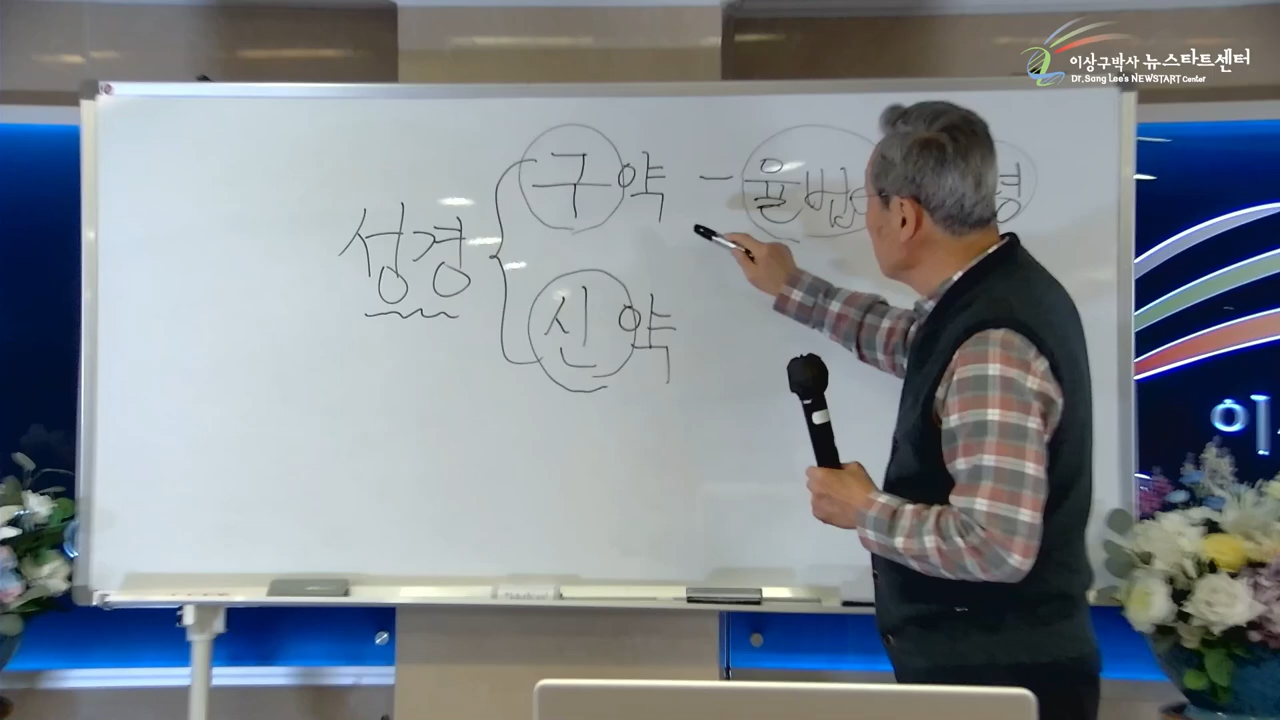 이상구박사 뉴스타트센터
Dr. Sang Lee's NEWSTART Center
성경
구약 - 율법
신약
이